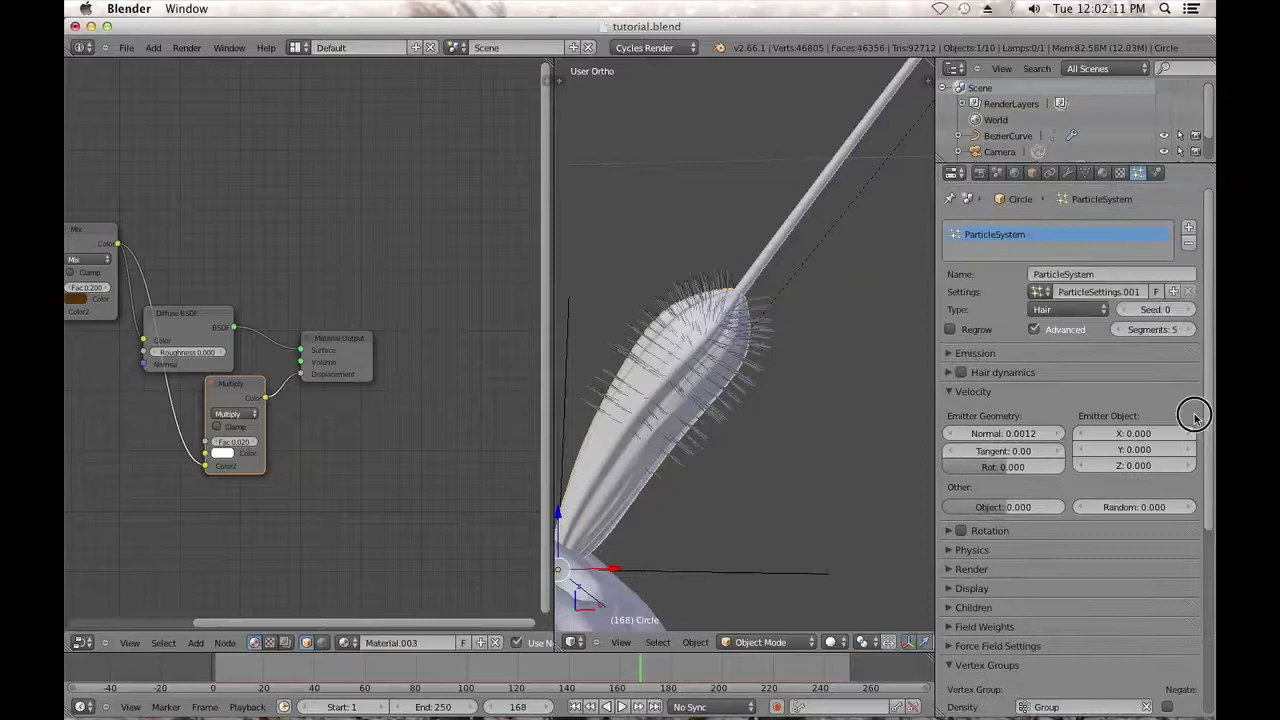 Blender Window Tue 12:02:11 PM
tutorial.blend
File Add Render Window Help Default Scene Cycles Render v2.66.1 | Verts:46805 | Faces:46356 | Tris:92712 | Objects:1/10 | Lamps:0/1 | Mem:82.58M (12.03M) | Circle
User Ortho
View Search All Scenes
Scene
RenderLayers
World
BezierCurve
Camera
Circle ParticleSystem
ParticleSystem
Name: ParticleSystem
Settings: ParticleSettings.001 F
Type: Hair Seed: 0
Regrow Advanced Segments: 5
Emission
Hair dynamics
Velocity
Emitter Geometry: Emitter Object:
Normal: 0.0012 X: 0.000
Tangent: 0.00 Y: 0.000
Rot: 0.000 Z: 0.000
Other:
Object: 0.000 Random: 0.000
Rotation
Physics
Render
Display
Children
Field Weights
Force Field Settings
Vertex Groups
Vertex Group: Negate:
Density Group
Mix
Color
Mix
Clamp
Fac 0.200
Color
Color2
Diffuse BSDF
BSDF
Color
Roughness 0.000
Normal
Material Output
Surface
Volume
Displacement
Multiply
Color
Multiply
Clamp
Fac 0.020
Color
Color2
(168) Circle
View Select Add Node Material.003 F Use N
View Select Object Object Mode
-40 -20 0 20 40 60 80 100 120 140 160 180 200 220 240 260
View Marker Frame Playback Start: 1 End: 250 168 No Sync